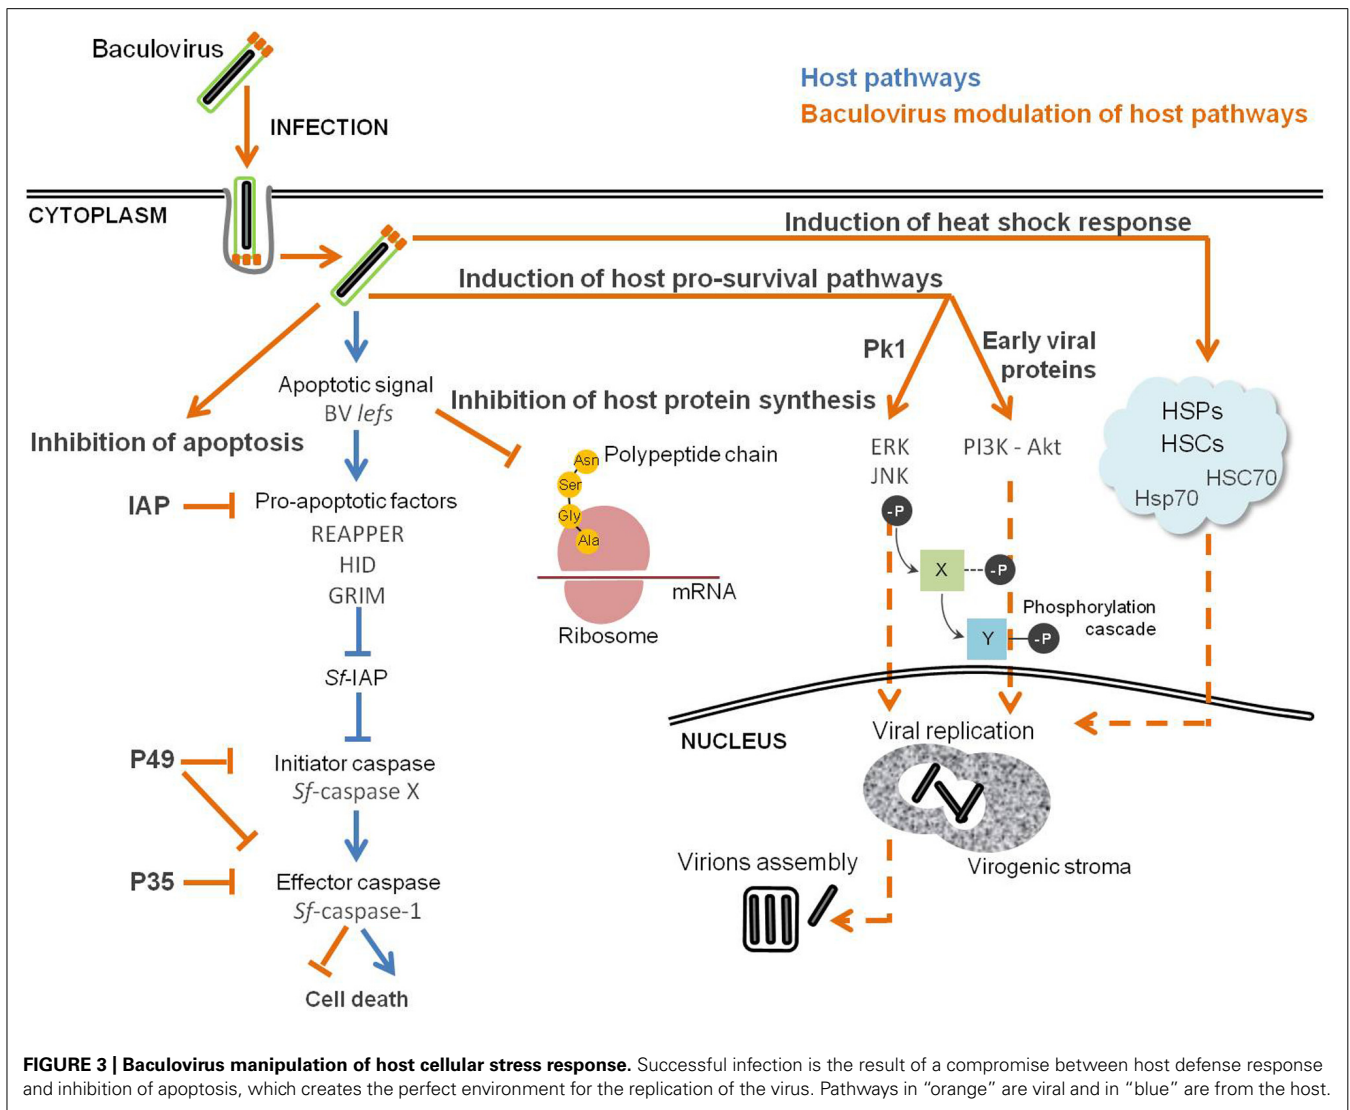 Baculovirus
Host pathways
Baculovirus modulation of host pathways
INFECTION
CYTOPLASM
Induction of heat shock response
Induction of host pro-survival pathways
Pk1
Early viral
proteins
Apoptotic signal
BV lefs
Inhibition of host protein synthesis
Inhibition of apoptosis
HSPs
HSCs
HSC70
Hsp70
ERK
JNK
PI3K - Akt
Asn
Ser
Gly
Ala
Polypeptide chain
IAP
Pro-apoptotic factors
REAPPER
HID
GRIM
-P
X
-P
Y
-P
Phosphorylation
cascade
mRNA
Ribosome
Sf-IAP
NUCLEUS
Viral replication
P49
Initiator caspase
Sf-caspase X
Virions assembly
Virogenic stroma
P35
Effector caspase
Sf-caspase-1
Cell death
FIGURE 3 | Baculovirus manipulation of host cellular stress response. Successful infection is the result of a compromise between host defense response
and inhibition of apoptosis, which creates the perfect environment for the replication of the virus. Pathways in “orange” are viral and in “blue” are from the host.